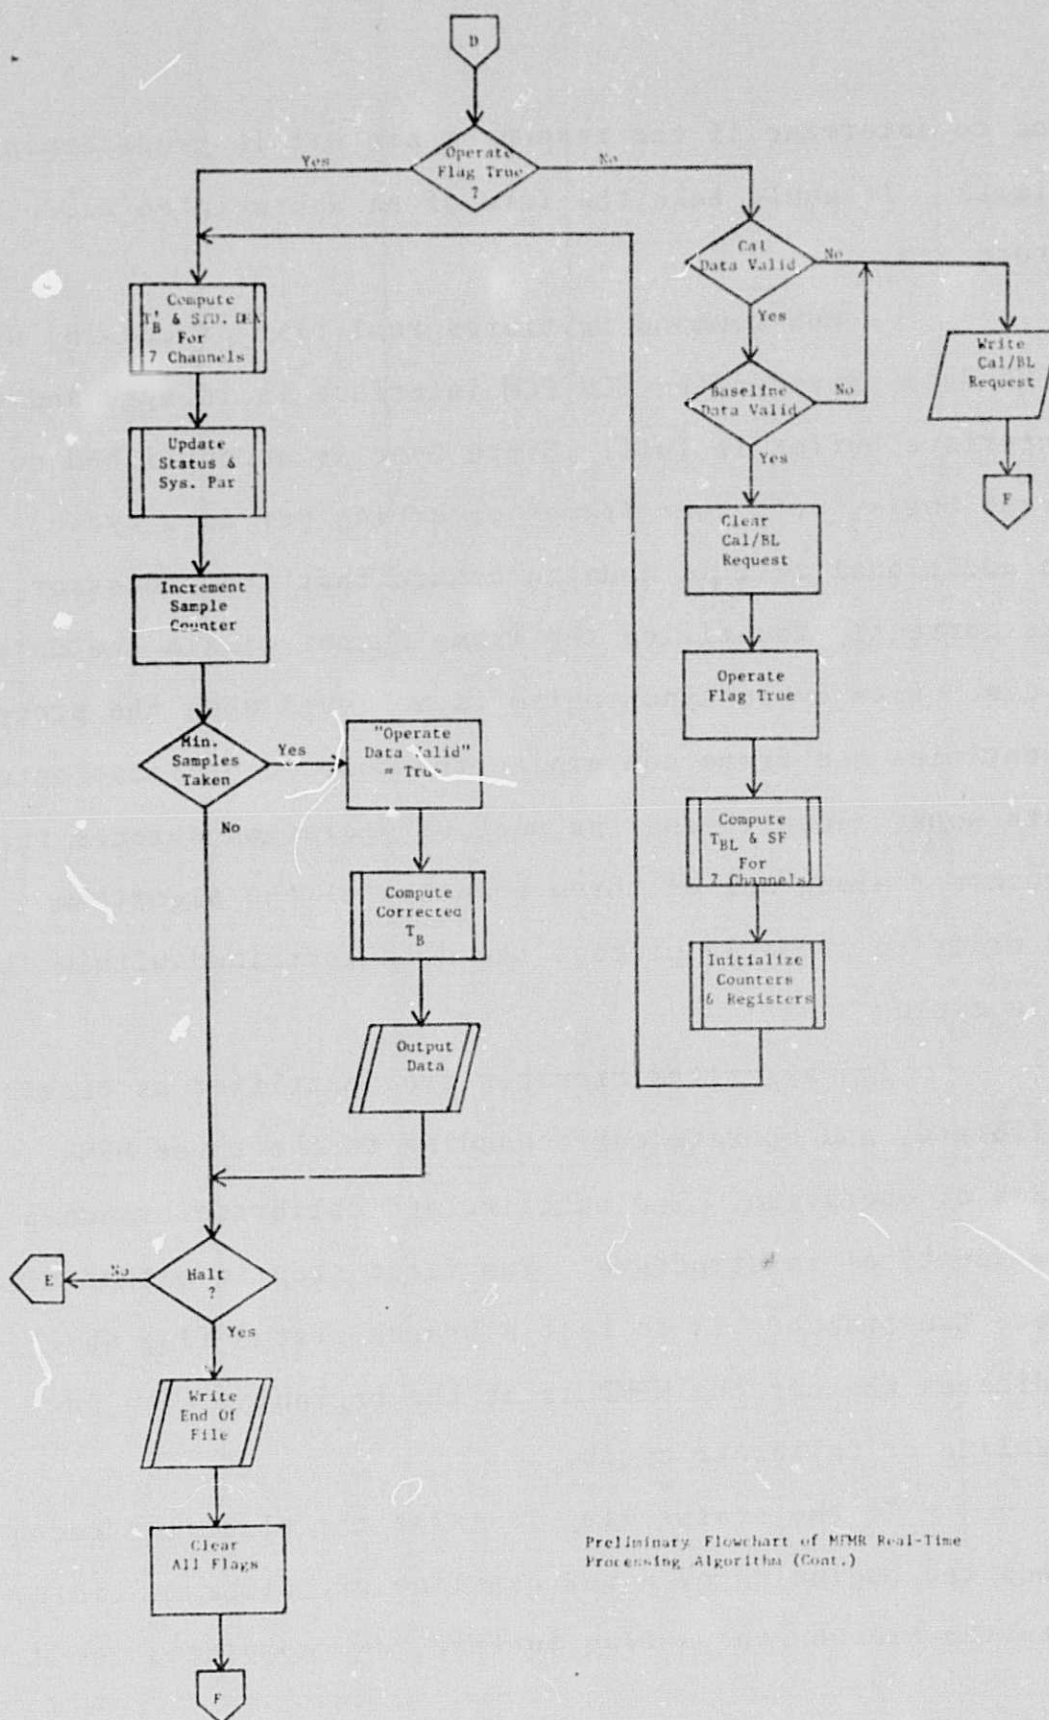 D
Operate
Flag True
?
Yes
No
Cal
Data Valid
No
Yes
Write
Cal/BL
Request
F
Baseline
Data Valid
No
Yes
Clear
Cal/BL
Request
Operate
Flag True
Compute
T_BL & SF
For
7 Channels
Initialize
Counters
& Registers
Compute
T'_B & STD. DEV
For
7 Channels
Update
Status &
Sys. Par
Increment
Sample
Counter
Min.
Samples
Taken
Yes
No
"Operate
Data Valid"
= True
Compute
Corrected
T_B
Output
Data
Halt
?
No
E
Yes
Write
End Of
File
Clear
All Flags
F
Preliminary Flowchart of MFMR Real-Time
Processing Algorithm (Cont.)